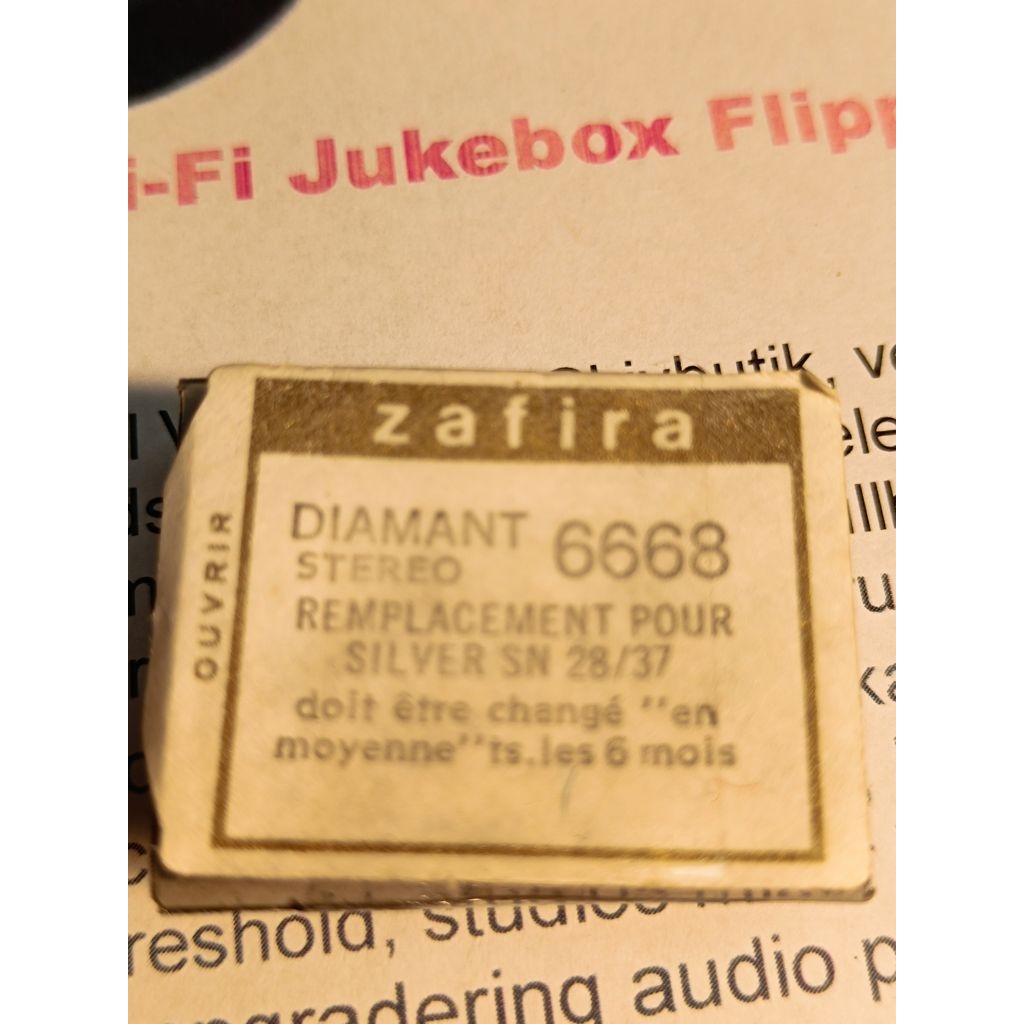 i-Fi Jukebox Flipp
zafira
OUVRIR
DIAMANT 6668
STEREO
REMPLACEMENT POUR
SILVER SN 28/37
doit être changé "en
moyenne" ts.les 6 mois
reshold, studios
upgradering audio p